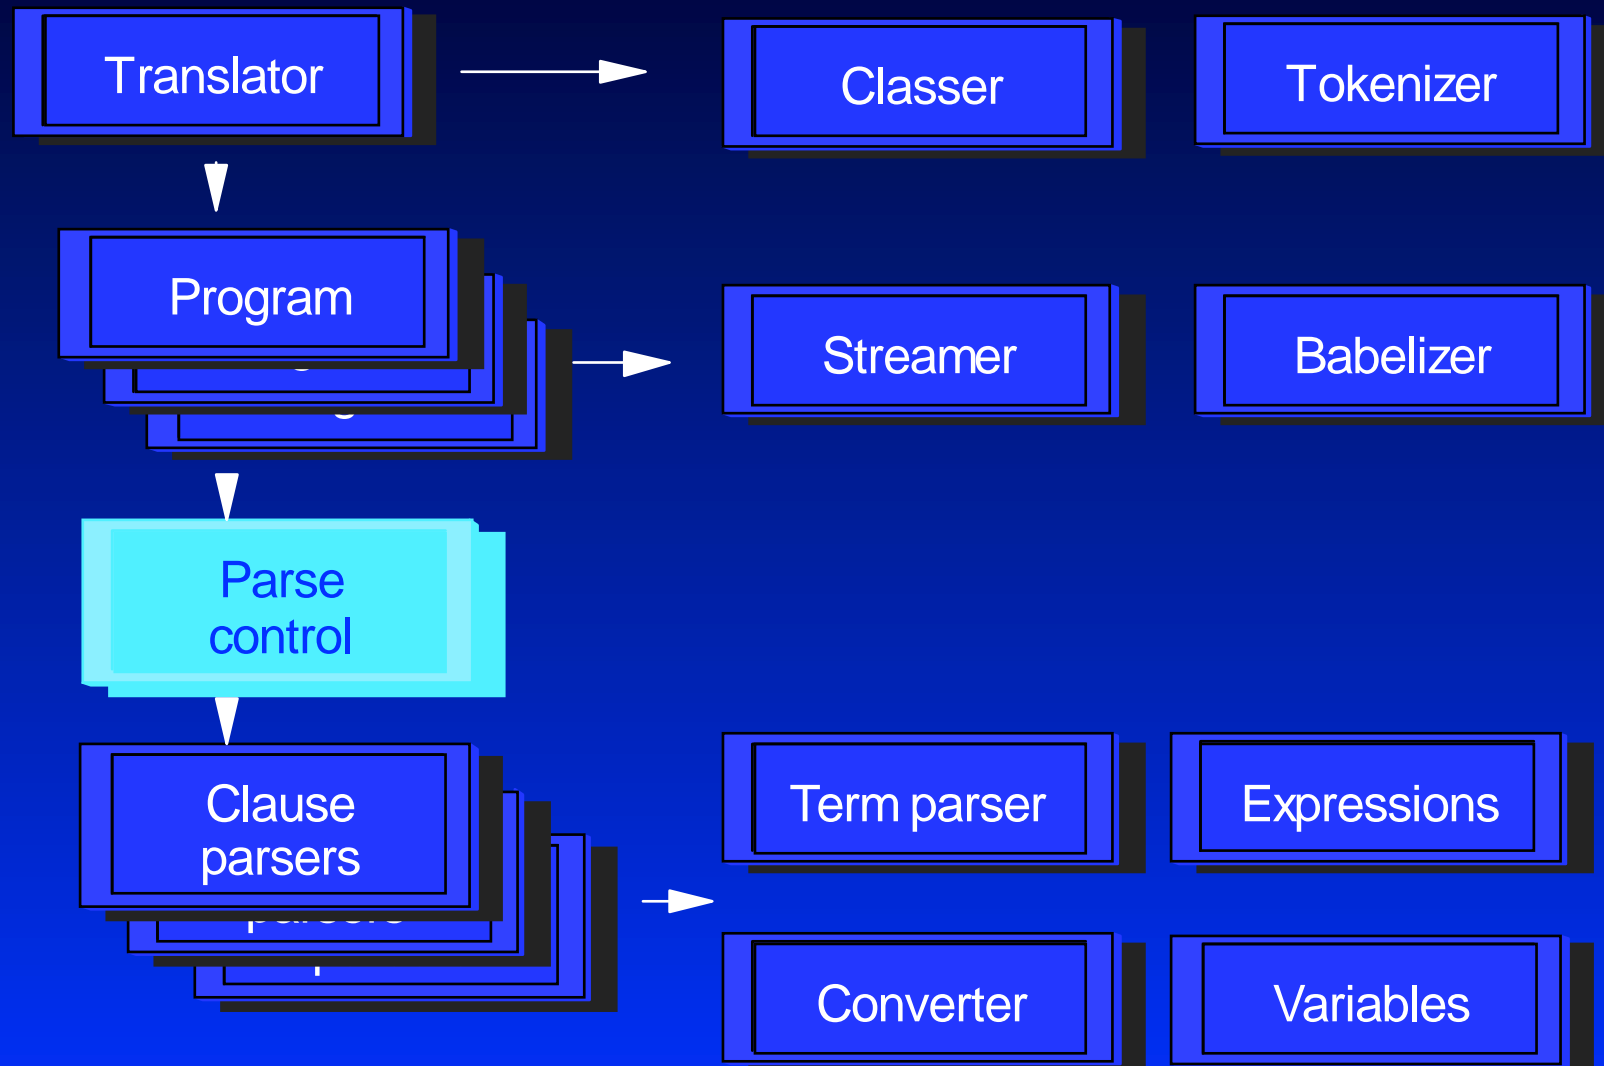 Translator
Classer
Tokenizer
Program
Streamer
Babelizer
Parse
control
Clause
parsers
Term parser
Expressions
Converter
Variables